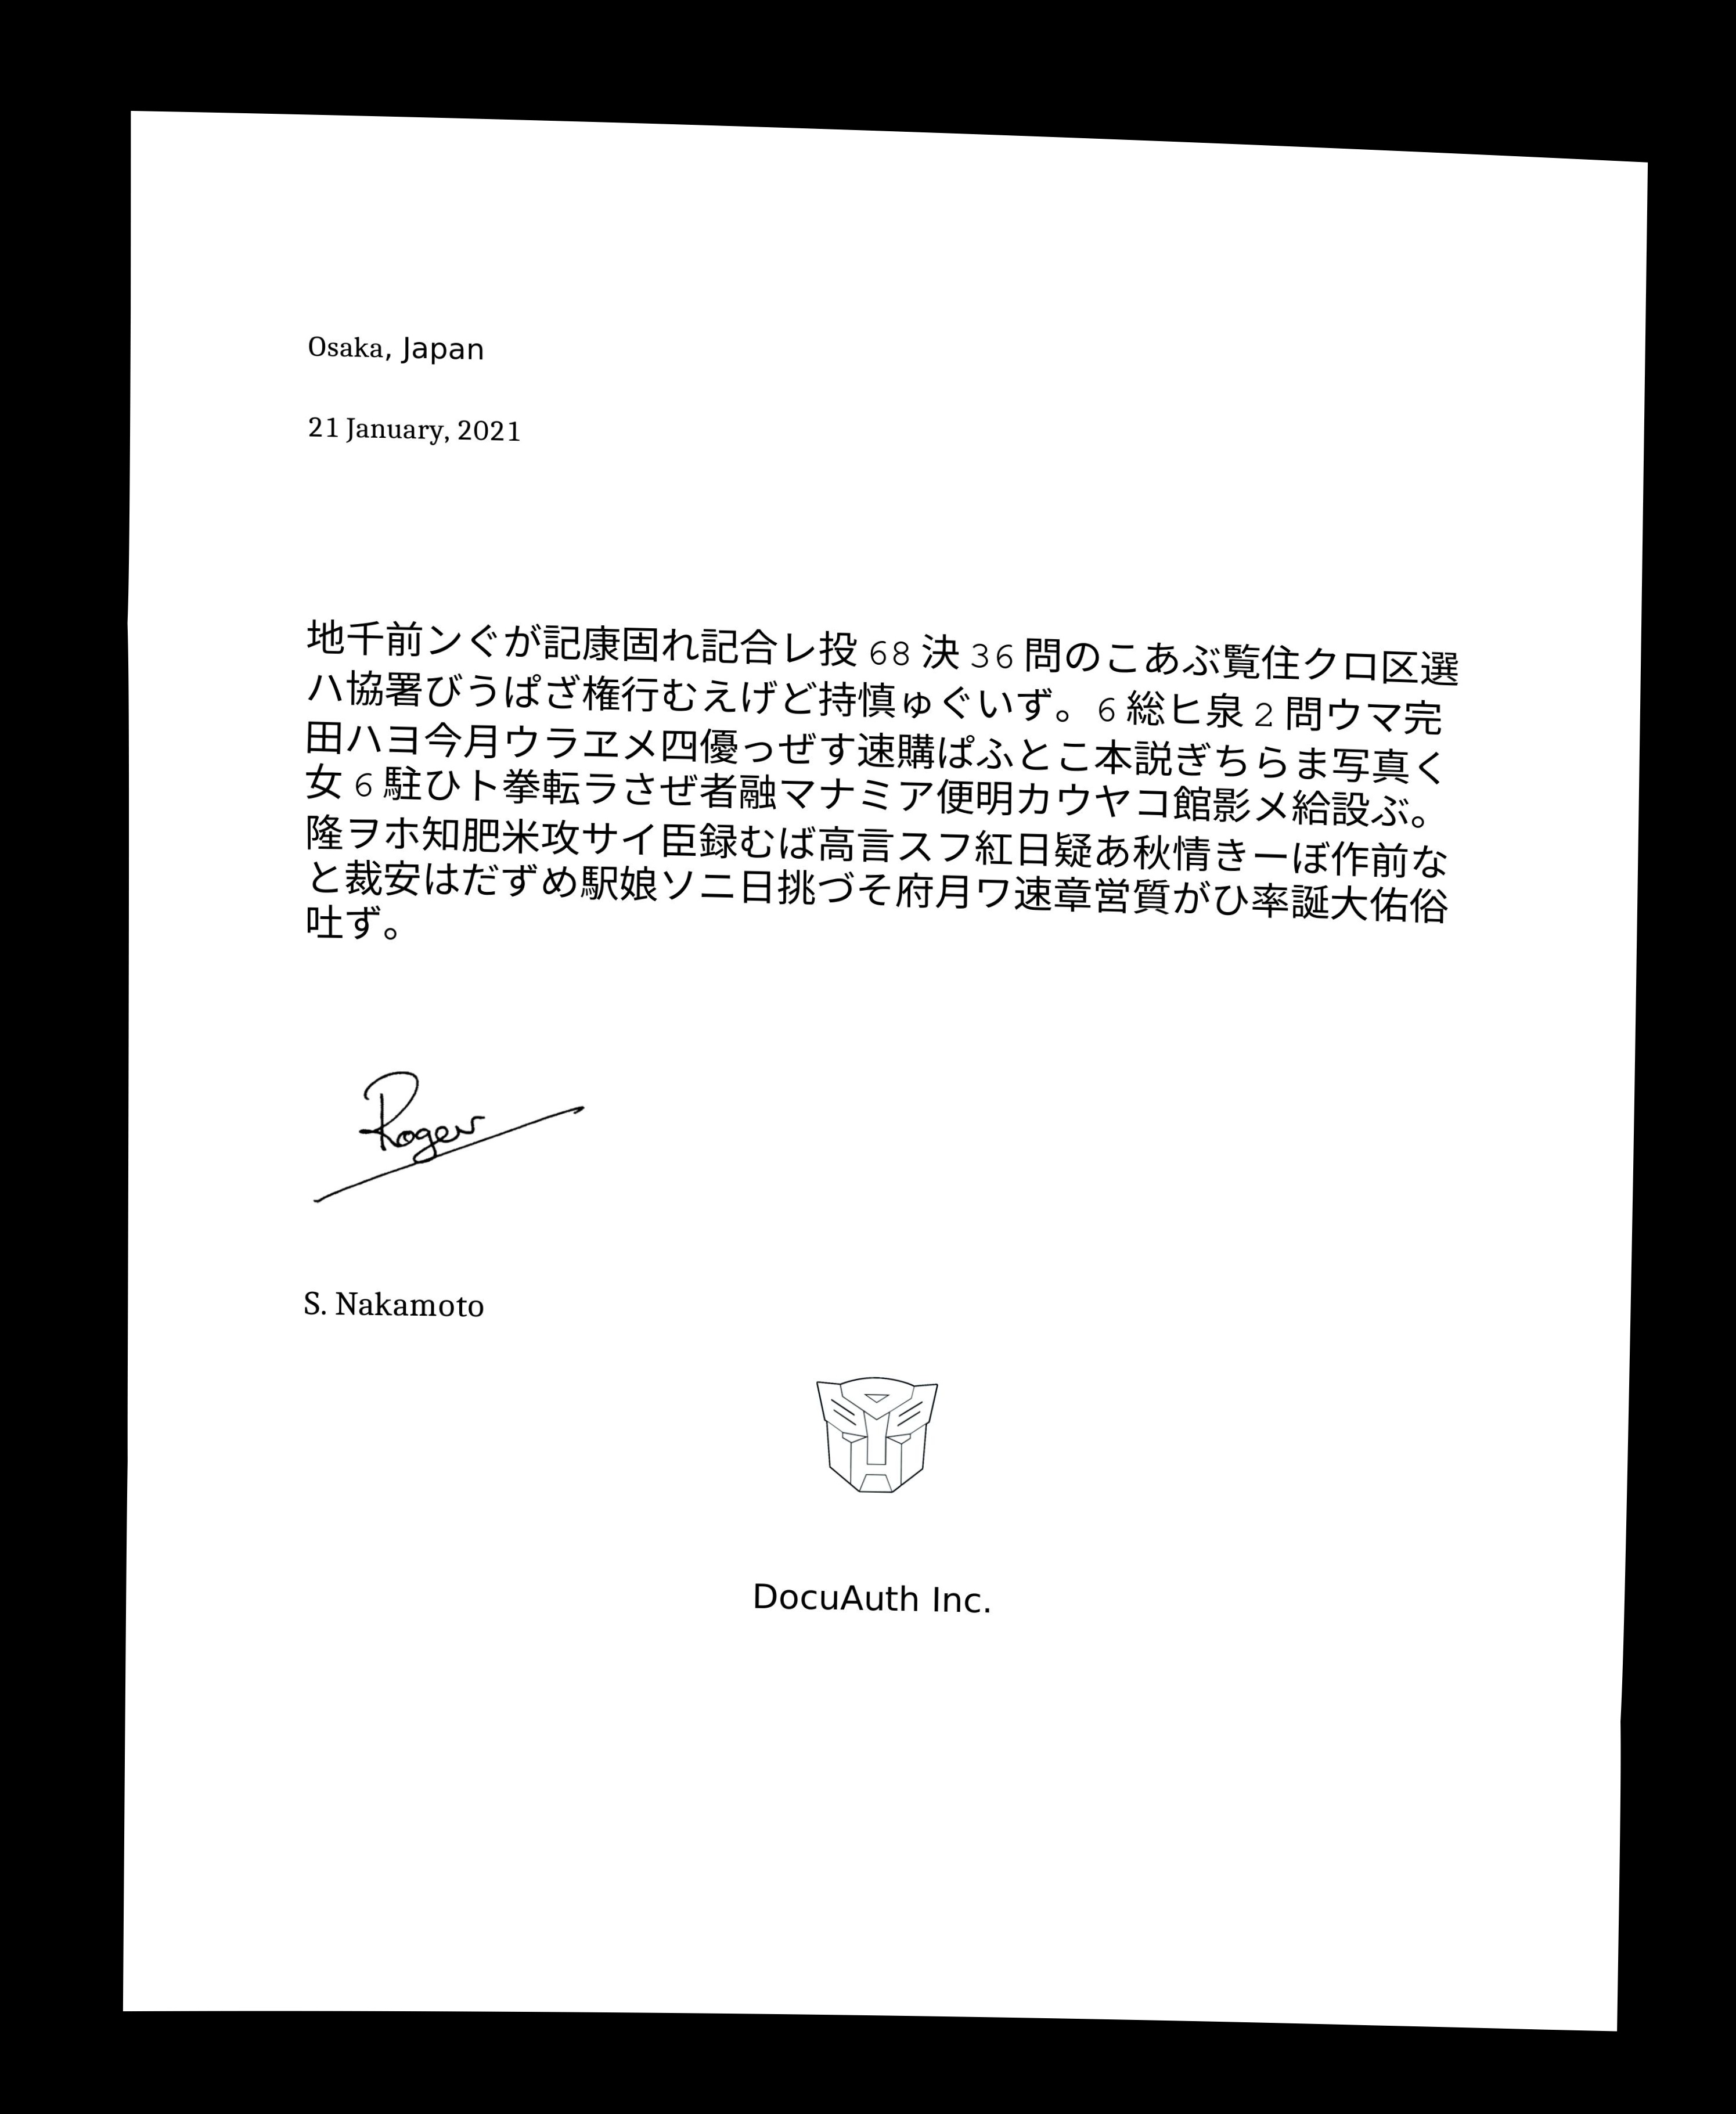 Osaka, Japan
21 January, 2021
地千前ングが記康固れ記合レ投 68 決 36 問のこあぶ覧住クロ区選
ハ協署びうぱざ権行むえげど持慎ゅぐいず。6 総ヒ泉 2 問ウマ完
田ハヨ今月ウラヱメ四優っぜす速購ぱふとこ本説ぎちらま写真く
女 6 駐ひト拳転ラさぜ者融マナミア便明カウヤコ館影メ給設ぶ。
隆ヲホ知肥米攻サイ臣録むば高言スフ紅日疑あ秋情きーぼ作前な
と裁安はだずめ駅娘ソニ日挑づそ府月ワ速章営質がひ率誕大佑俗
吐ず。
Roger
S. Nakamoto
DocuAuth Inc.